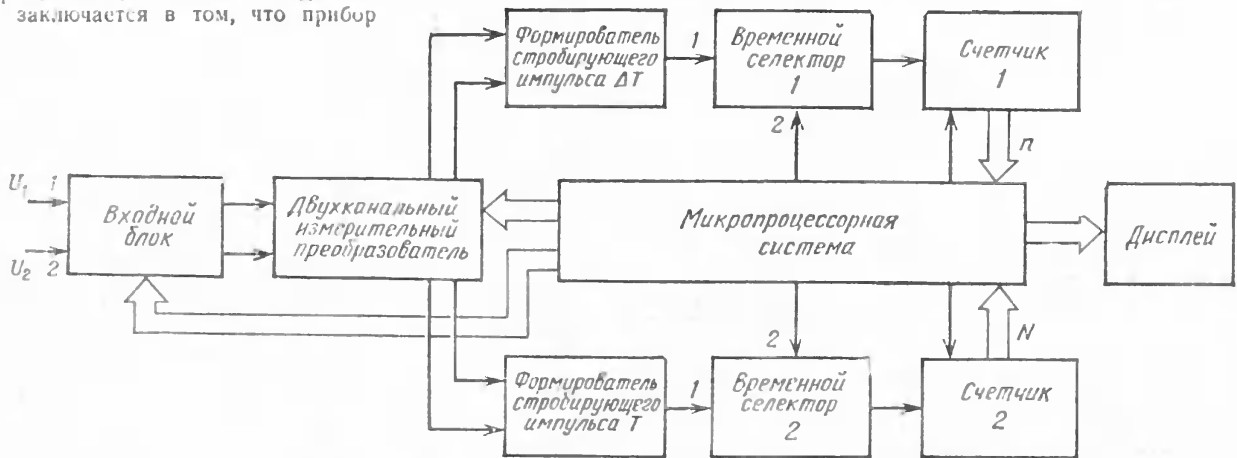 заключается в том, что прибор
Формирователь
стробирующего
импульса ΔT
1
Временной
селектор
1
Счетчик
1
2
n
U₁ 1
Входной
блок
U₂ 2
Двухканальный
измерительный
преобразователь
Микропроцессорная
система
Дисплей
2
N
Формирователь
стробирующего
импульса T
1
Временной
селектор
2
Счетчик
2